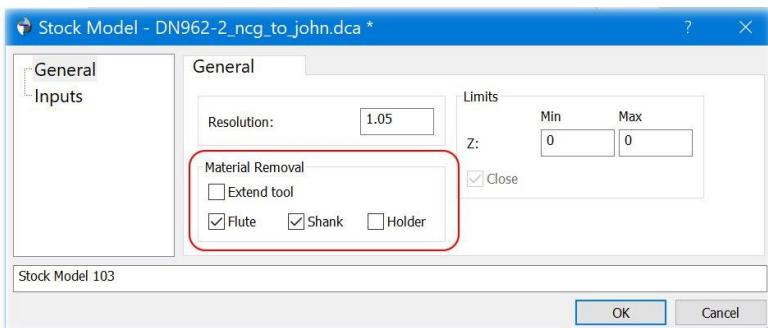 Stock Model - DN962-2_ncg_to_john.dca * ? ×
General
Inputs
General
Resolution: 1.05
Material Removal
Extend tool
Flute Shank Holder
Limits
Min Max
Z: 0 0
Close
Stock Model 103
OK Cancel